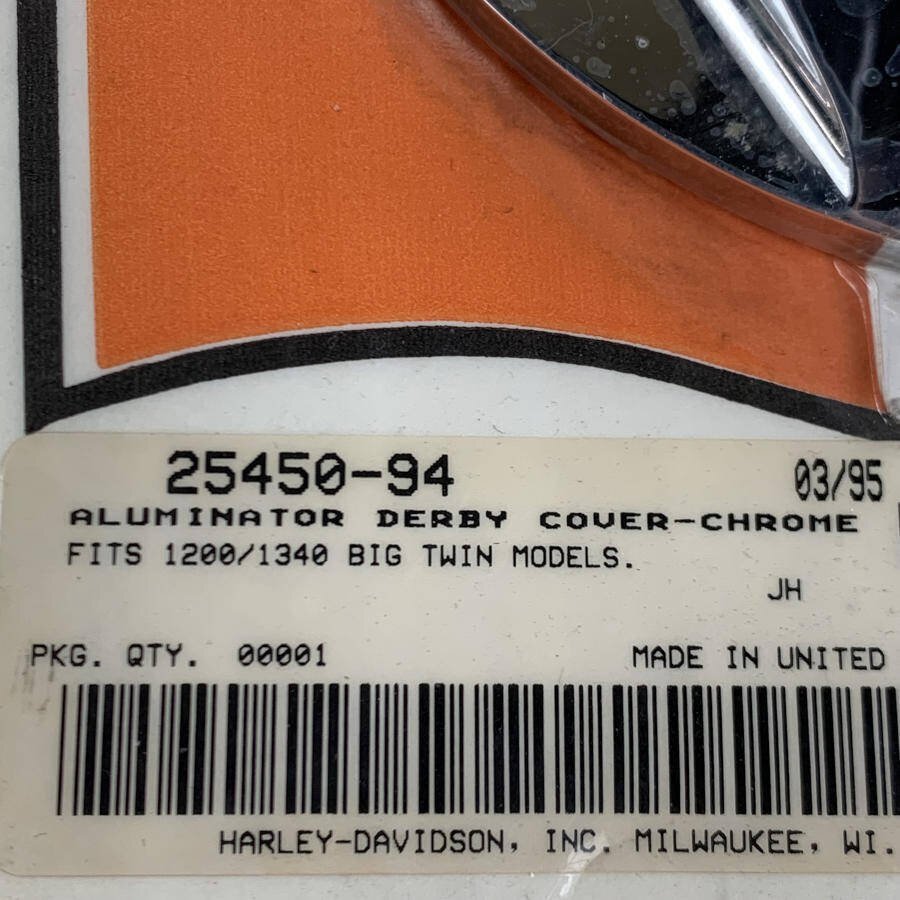 25450-94 03/95
ALUMINATOR DERBY COVER-CHROME
FITS 1200/1340 BIG TWIN MODELS.
JH
PKG. QTY. 00001 MADE IN UNITED
HARLEY-DAVIDSON, INC. MILWAUKEE, WI.